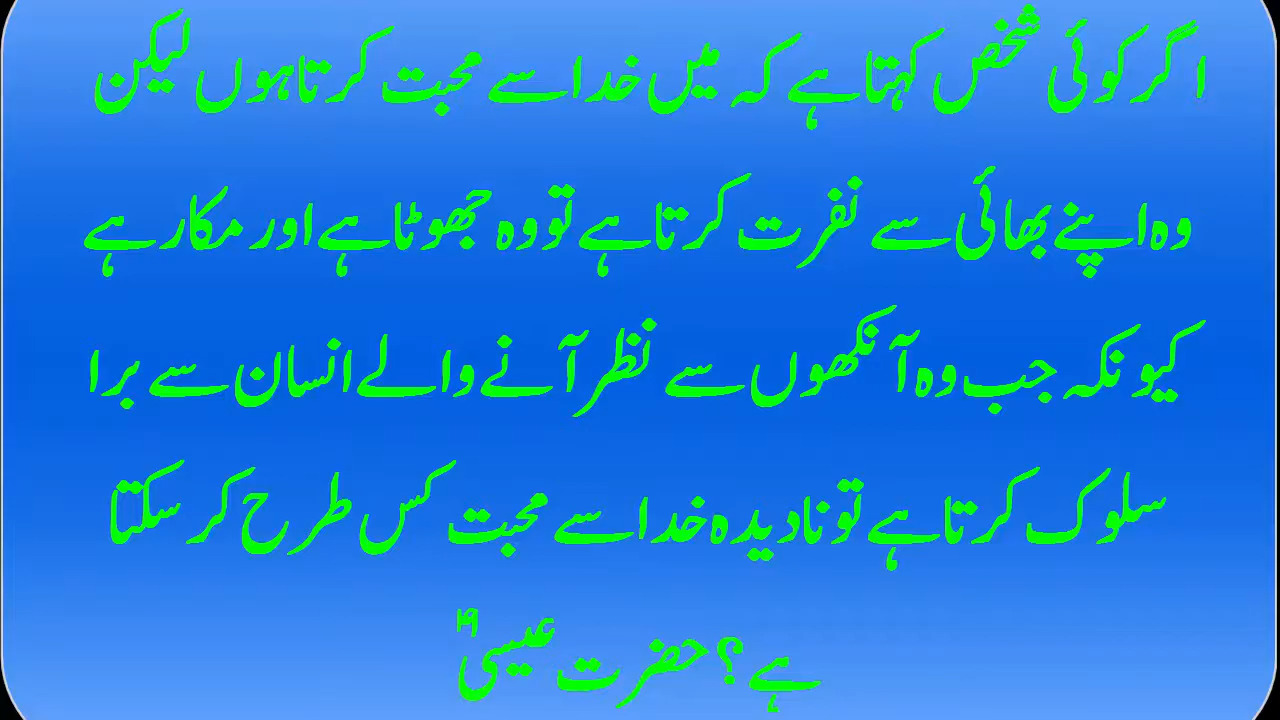 اگر کوئی شخص کہتا ہے کہ میں خدا سے محبت کرتا ہوں لیکن
وہ اپنے بھائی سے نفرت کرتا ہے تو وہ جھوٹا ہے اور مکار ہے
کیونکہ جب وہ آنکھوں سے نظر آنے والے انسان سے برا
سلوک کرتا ہے تو نادیدہ خدا سے محبت کس طرح کر سکتا
ہے ؟ حضرت عیسیؑ